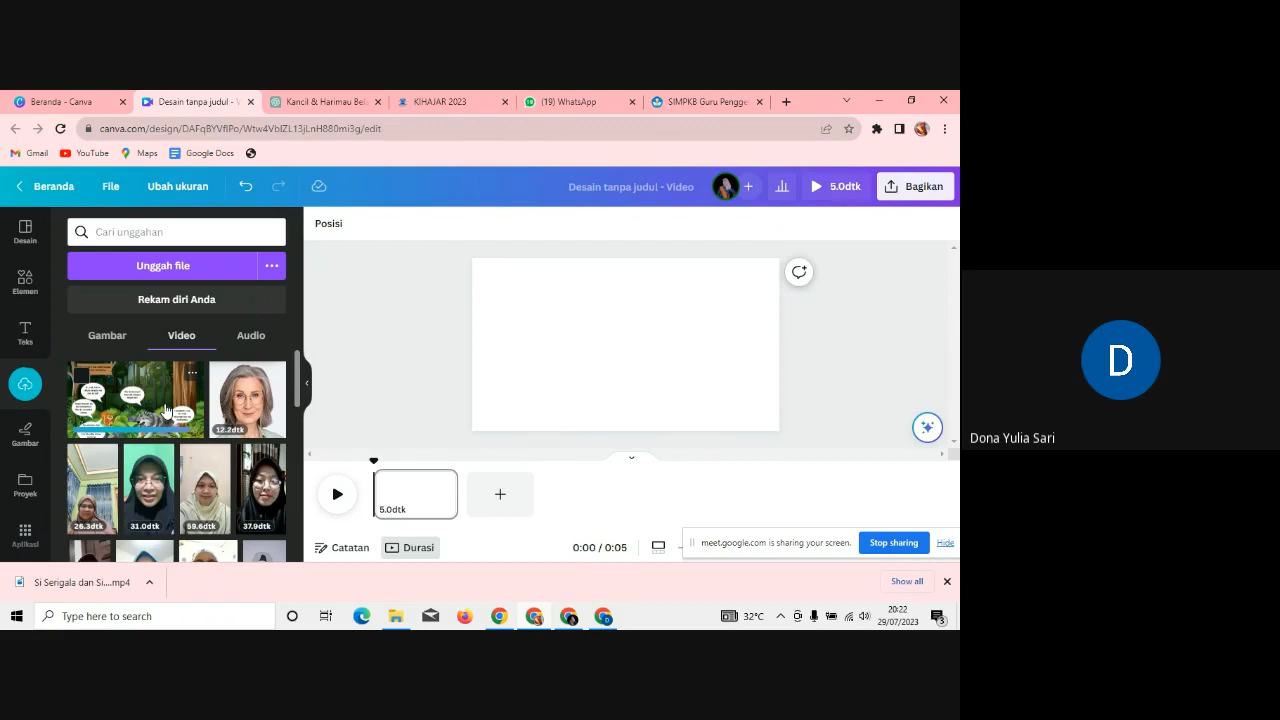 Beranda - Canva
Desain tanpa judul - V
Kancil & Harimau Bela
KIHAJAR 2023
(19) WhatsApp
SIMPKB Guru Pengge
canva.com/design/DAFqBYVflPo/Wtw4VblZL13jLnH880mi3g/edit
Gmail
YouTube
Maps
Google Docs
Beranda
File
Ubah ukuran
Desain tanpa judul - Video
5.0dtk
Bagikan
Desain
Elemen
Teks
Gambar
Proyek
Aplikasi
Cari unggahan
Unggah file
Rekam diri Anda
Gambar
Video
Audio
12.2dtk
26.3dtk
31.0dtk
59.6dtk
37.9dtk
Posisi
5.0dtk
Catatan
Durasi
0:00 / 0:05
meet.google.com is sharing your screen.
Stop sharing
Hide
Si Serigala dan Si....mp4
Show all
Type here to search
32°C
20:22
29/07/2023
3
D
Dona Yulia Sari